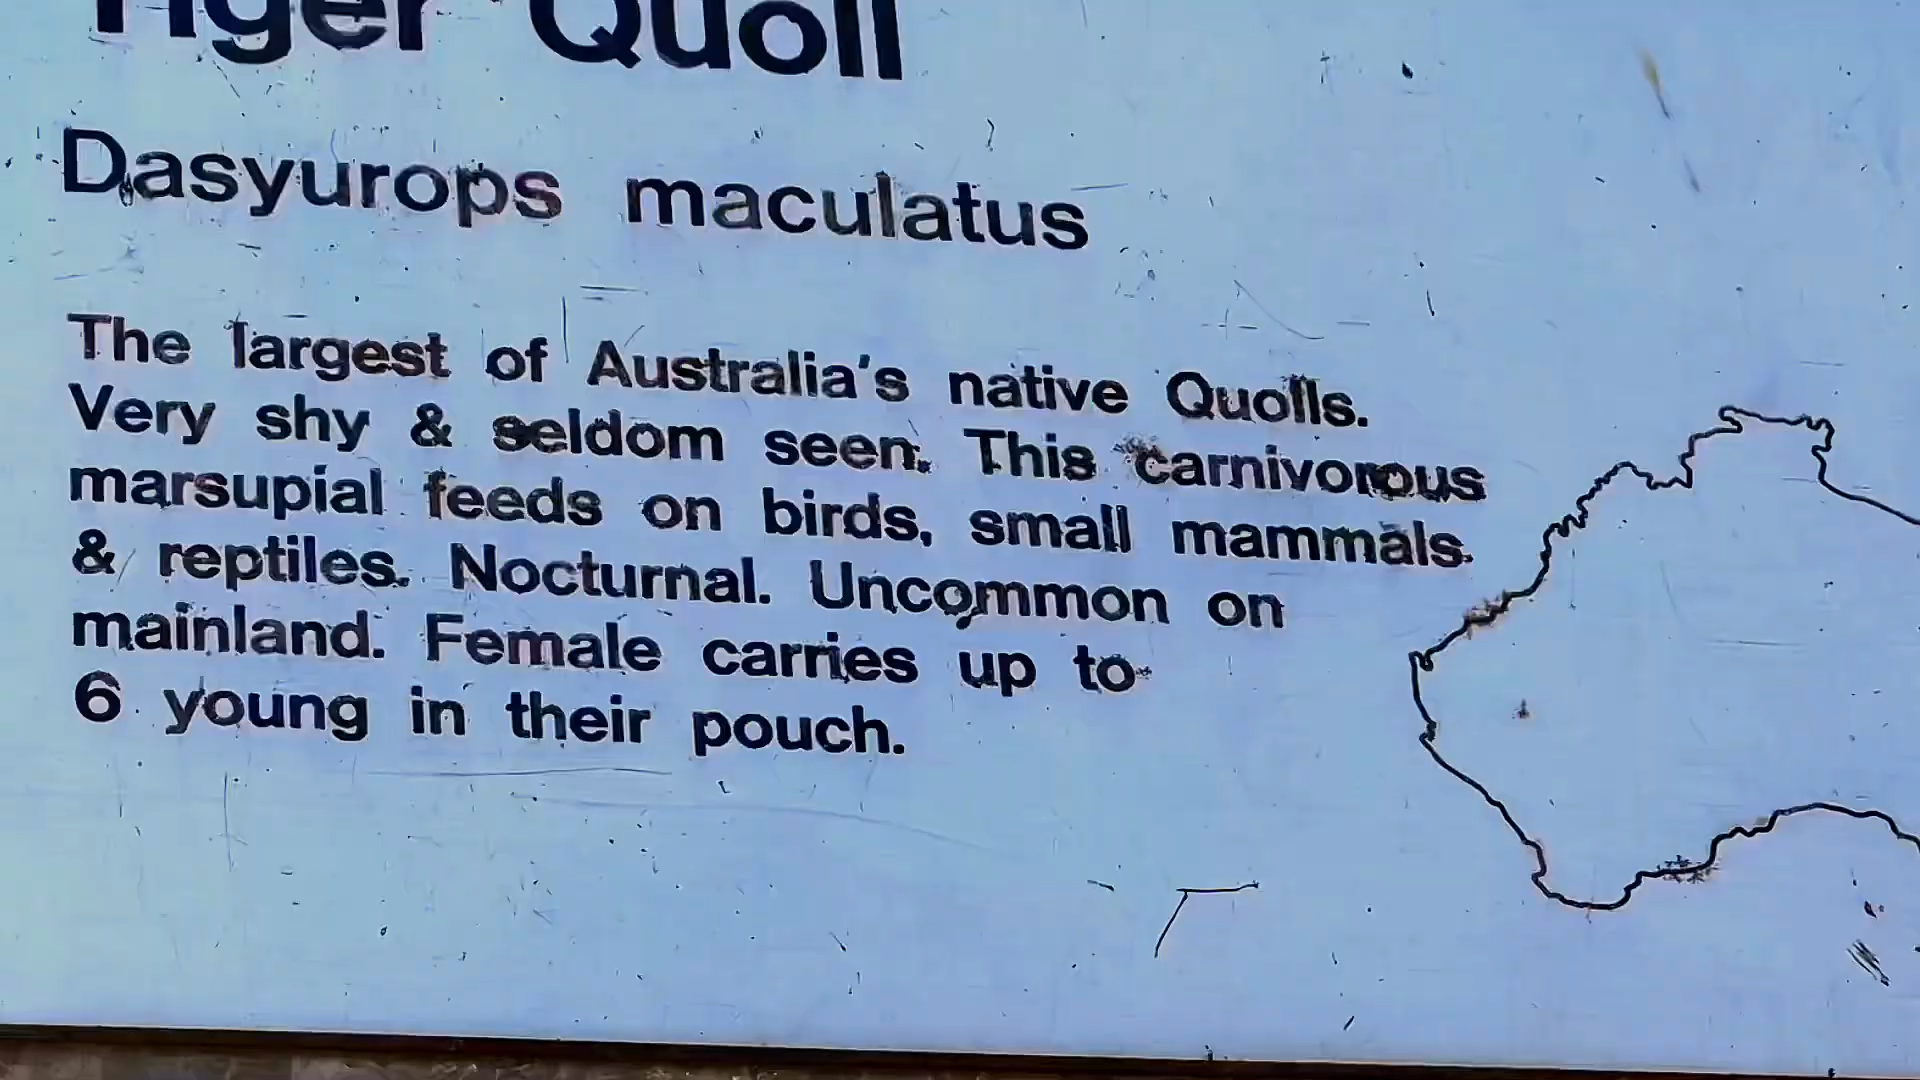 Tiger Quoll
Dasyurops maculatus
The largest of Australia's native Quolls.
Very shy & seldom seen. This carnivorous
marsupial feeds on birds, small mammals
& reptiles. Nocturnal. Uncommon on
mainland. Female carries up to
6 young in their pouch.